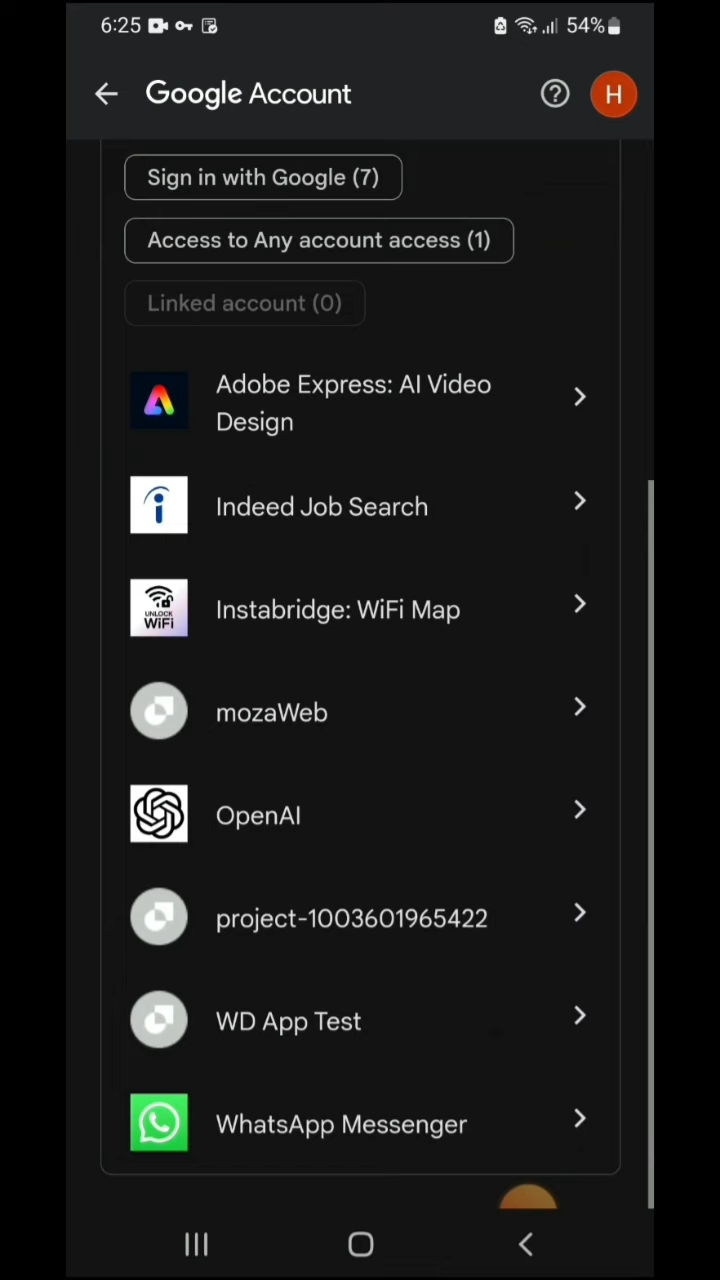 6:25
54%
Google Account
H
Sign in with Google (7)
Access to Any account access (1)
Linked account (0)
Adobe Express: AI Video
Design
Indeed Job Search
UNLOCK
WiFi
Instabridge: WiFi Map
mozaWeb
OpenAI
project-1003601965422
WD App Test
WhatsApp Messenger